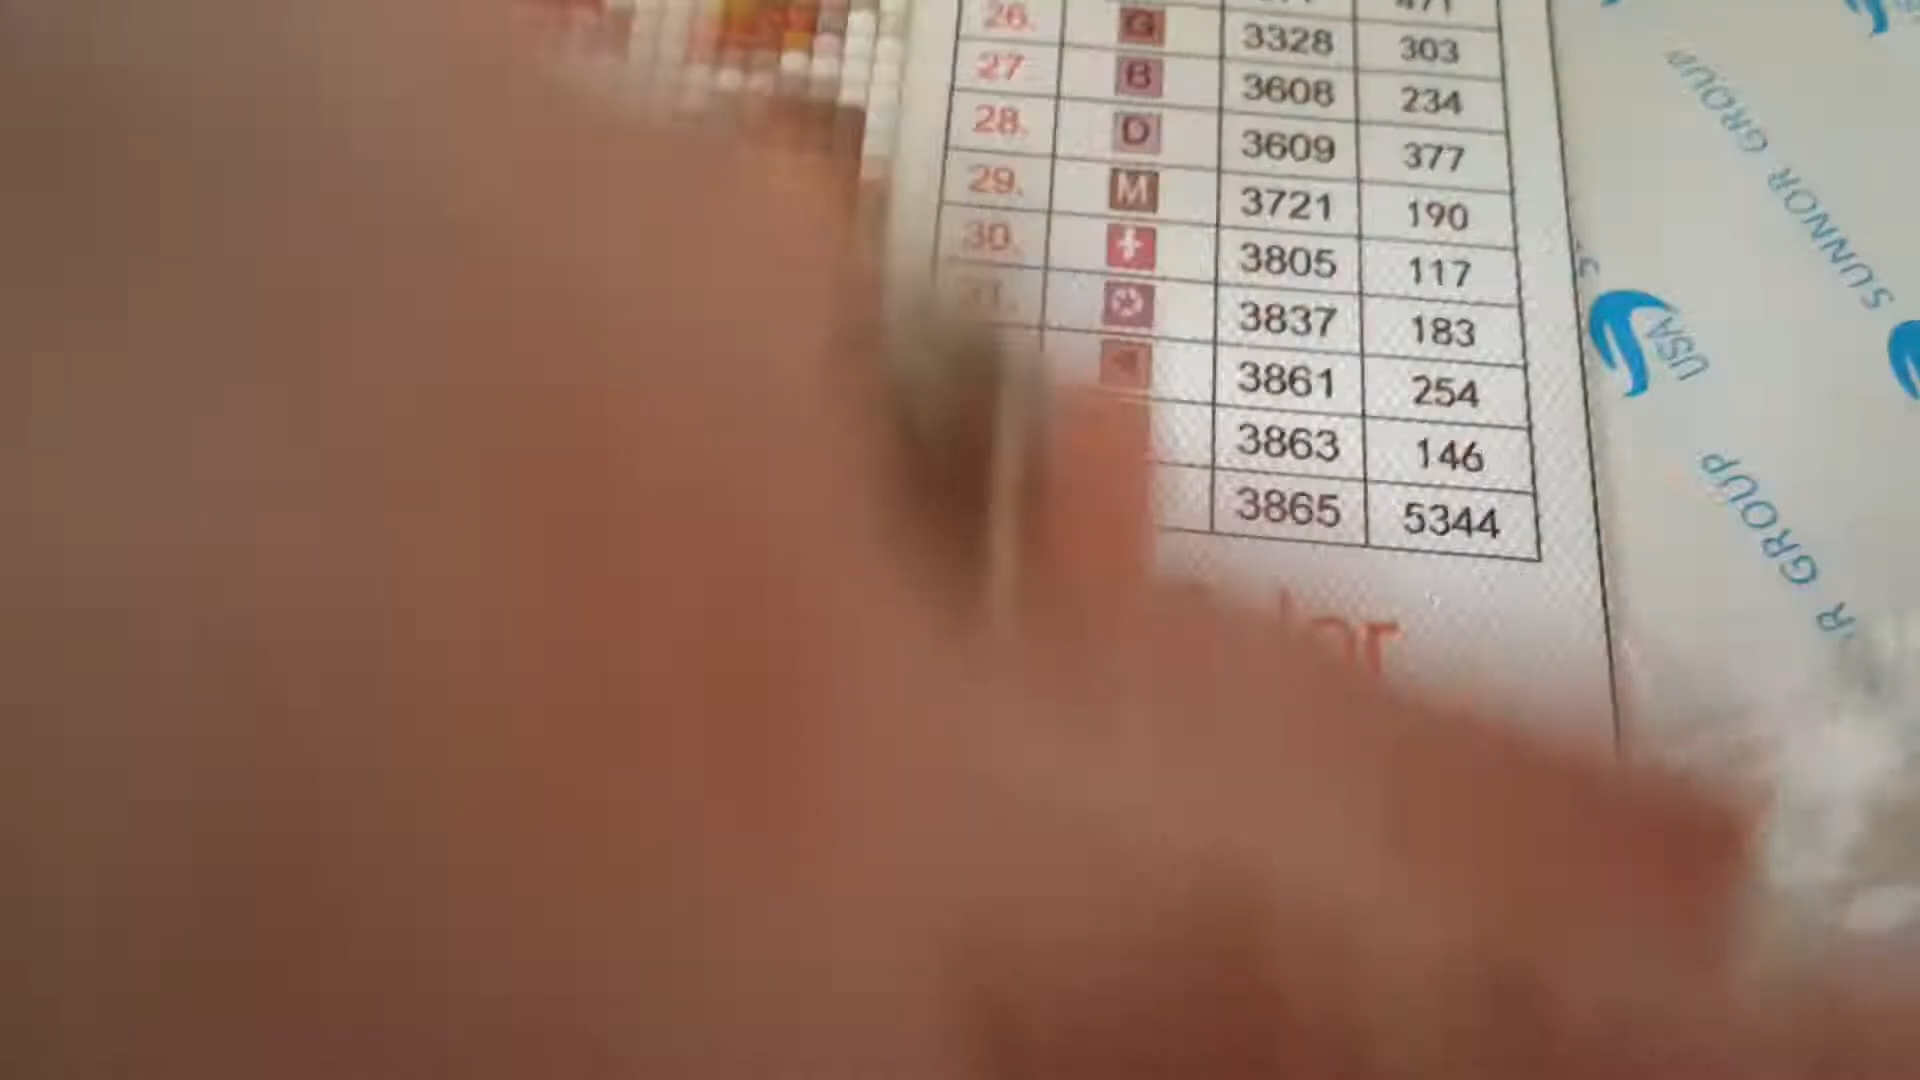 26. G 3328 303
27 B 3608 234
28. D 3609 377
29. M 3721 190
30. 3805 117
31. 3837 183
3861 254
3863 146
3865 5344
SUNNOR GROUP
USA
GROUP